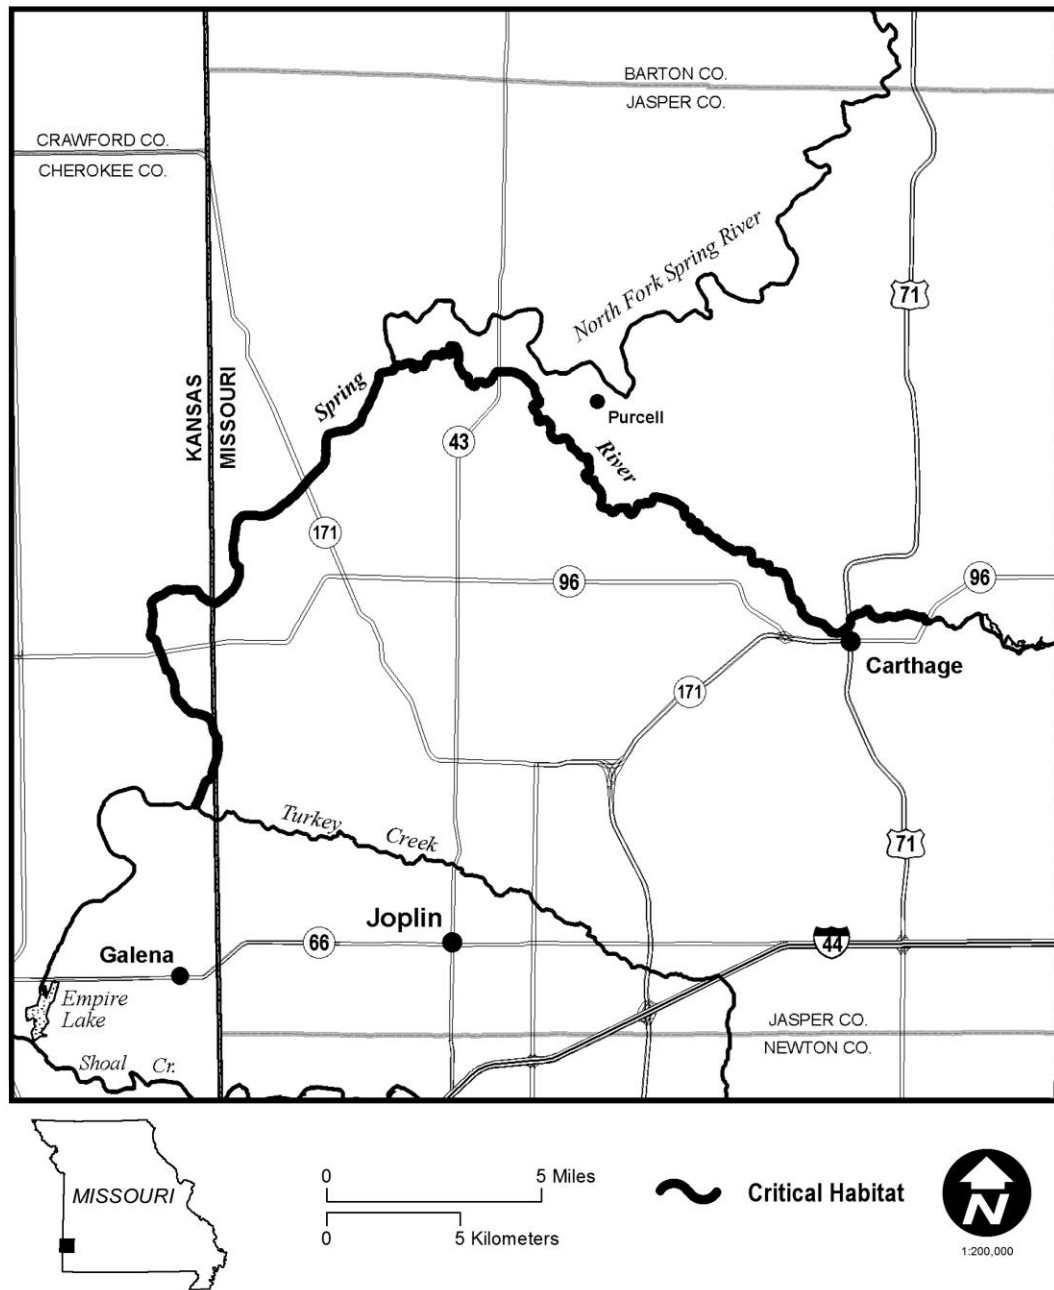 BARTON CO.
JASPER CO.
CRAWFORD CO.
CHEROKEE CO.
North Fork Spring River
71
KANSAS
MISSOURI
Spring
River
Purcell
43
171
96
96
Carthage
171
Turkey
Creek
71
Joplin
66
44
Galena
Empire
Lake
JASPER CO.
NEWTON CO.
Shoal Cr.
MISSOURI
0 5 Miles
0 5 Kilometers
Critical Habitat
N
1:200,000